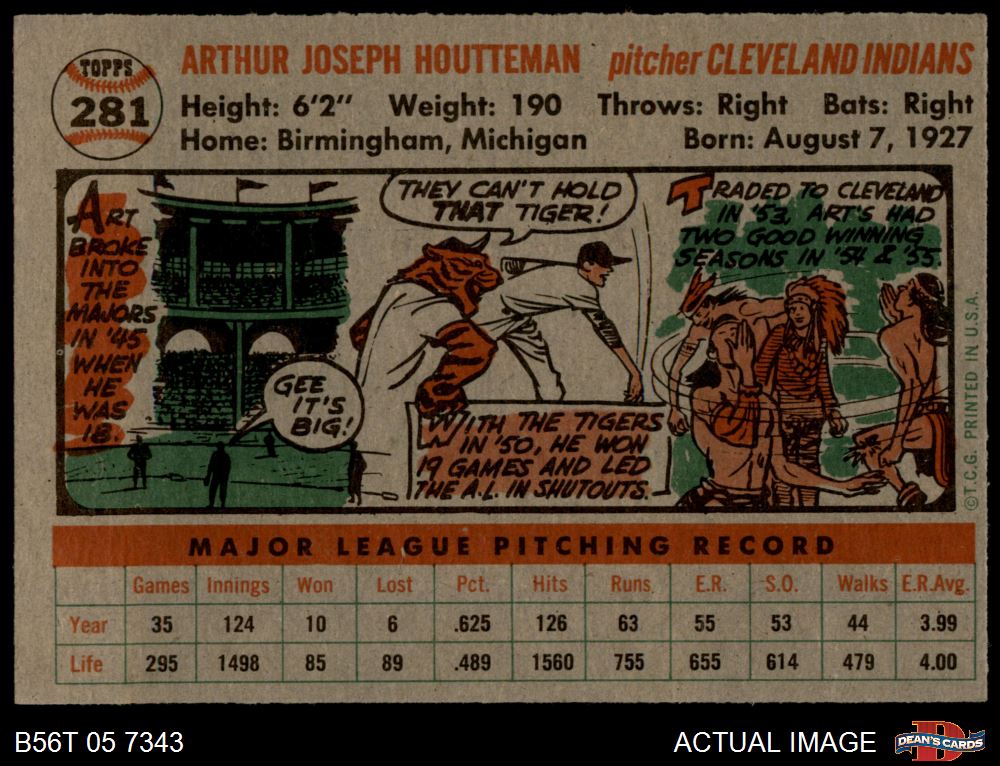 TOPPS
281
ARTHUR JOSEPH HOUTTEMAN pitcher CLEVELAND INDIANS
Height: 6'2" Weight: 190 Throws: Right Bats: Right
Home: Birmingham, Michigan Born: August 7, 1927
ART
BROKE
INTO
THE
MAJORS
IN '45
WHEN
HE
WAS
18.
GEE
IT'S
BIG!
THEY CAN'T HOLD
THAT TIGER!
WITH THE TIGERS
IN '50, HE WON
19 GAMES AND LED
THE A.L. IN SHUTOUTS.
TRADED TO CLEVELAND
IN '53, ART'S HAD
TWO GOOD WINNING
SEASONS IN '54 & '55.
© T.C.G. PRINTED IN U.S.A.
MAJOR LEAGUE PITCHING RECORD
Games Innings Won Lost Pct. Hits Runs E.R. S.O. Walks E.R.Avg.
Year 35 124 10 6 .625 126 63 55 53 44 3.99
Life 295 1498 85 89 .489 1560 755 655 614 479 4.00
B56T 05 7343 ACTUAL IMAGE
DEAN'S CARDS